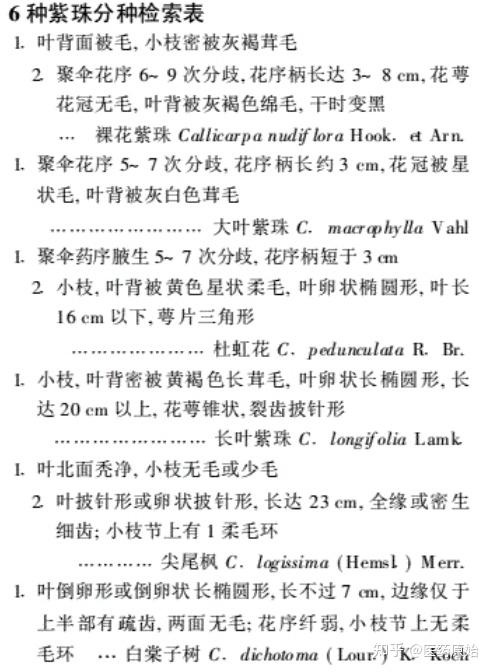 6 种紫珠分种检索表
1. 叶背面被毛, 小枝密被灰褐茸毛
2. 聚伞花序 6~ 9 次分歧, 花序柄长达 3~ 8 cm, 花萼
花冠无毛, 叶背被灰褐色绵毛, 干时变黑
… 裸花紫珠 Callicarpa nudiflora Hook. et Arn.
1. 聚伞花序 5~ 7 次分歧, 花序柄长约 3 cm, 花冠被星
状毛, 叶背被灰白色茸毛
…………………… 大叶紫珠 C. macrophylla Vahl
1. 聚伞药序腋生 5~ 7 次分歧, 花序柄短于 3 cm
2. 小枝, 叶背被黄色星状柔毛, 叶卵状椭圆形, 叶长
16 cm 以下, 萼片三角形
………………… 杜虹花 C. pedunculata R. Br.
1. 小枝, 叶背密被黄褐色长茸毛, 叶卵状长椭圆形, 长
达 20 cm 以上, 花萼锥状, 裂齿披针形
…………………… 长叶紫珠 C. longifolia Lamk.
1. 叶北面秃净, 小枝无毛或少毛
2. 叶披针形或卵状披针形, 长达 23 cm, 全缘或密生
细齿; 小枝节上有 1 柔毛环
………… 尖尾枫 C. logissima (Hemsl.) Merr.
1. 叶倒卵形或倒卵状长椭圆形, 长不过 7 cm, 边缘仅于
上半部有疏齿, 两面无毛; 花序纤弱, 小枝节上无柔
毛环 … 白棠子树 C. dichotoma (Lour.) K. Koch
知乎 @医药原始